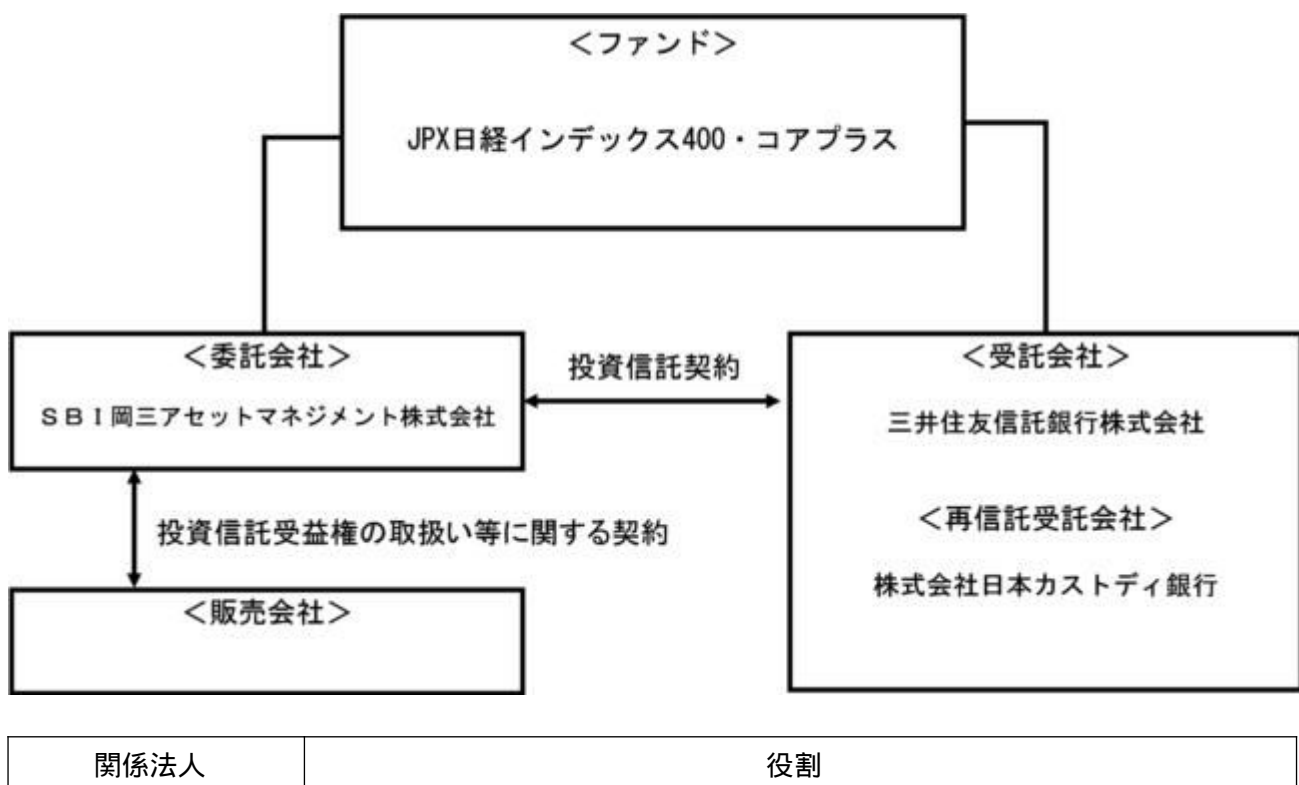 ＜ファンド＞
JPX日経インデックス400・コアプラス
＜委託会社＞
ＳＢＩ岡三アセットマネジメント株式会社
投資信託契約
＜受託会社＞
三井住友信託銀行株式会社
＜再信託受託会社＞
株式会社日本カストディ銀行
投資信託受益権の取扱い等に関する契約
＜販売会社＞
関係法人
役割